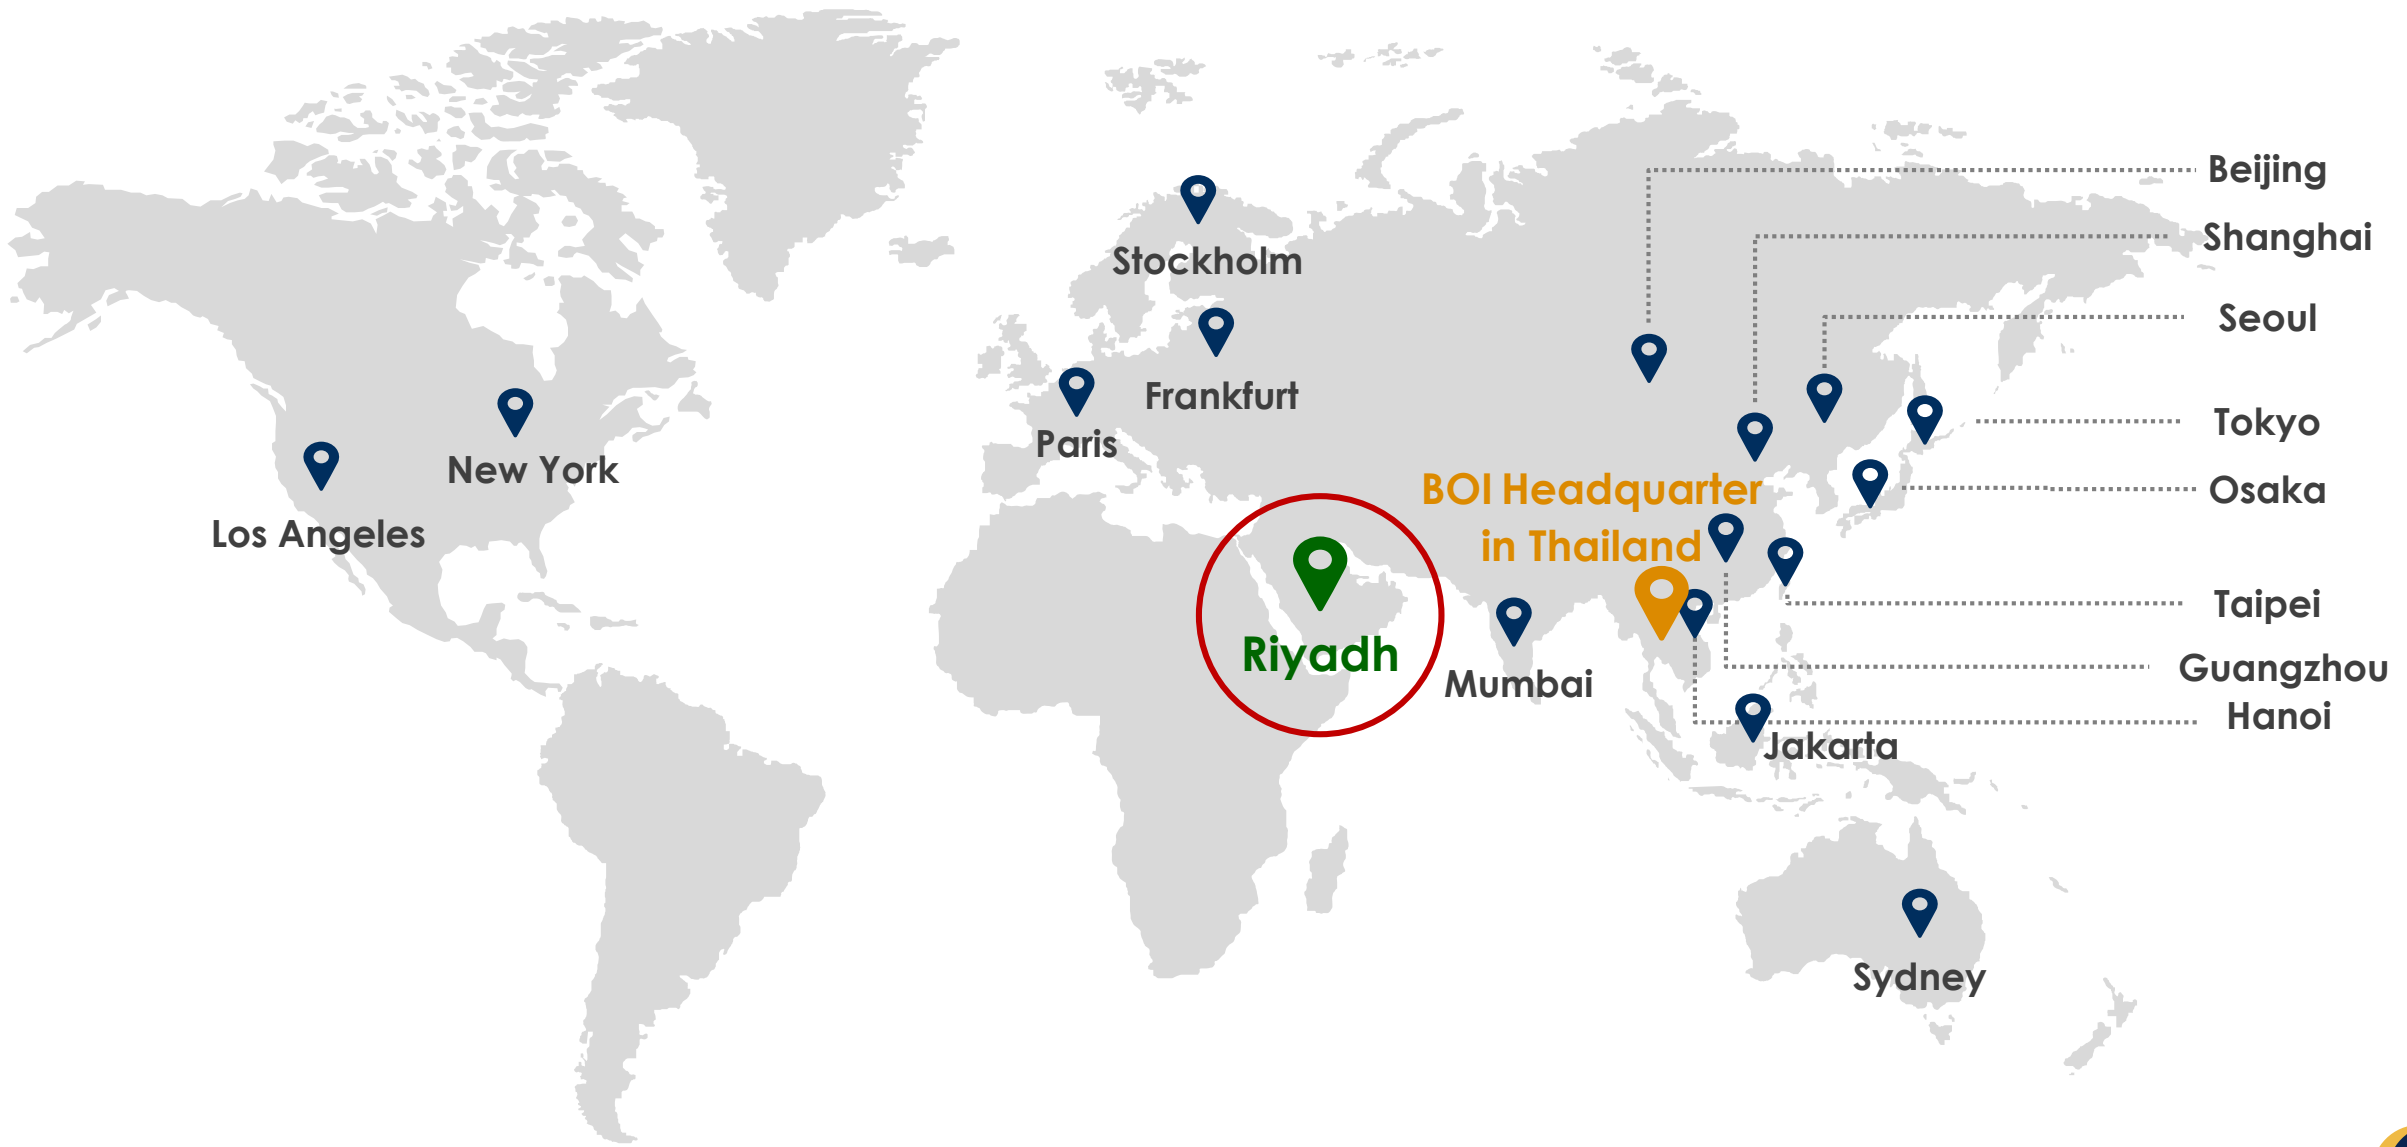 Beijing
Shanghai
Stockholm
Seoul
Frankfurt
Tokyo
Paris
New York
BOI Headquarter
in Thailand
Osaka
Los Angeles
Taipei
Riyadh
Guangzhou
Mumbai
Hanoi
Jakarta
Sydney